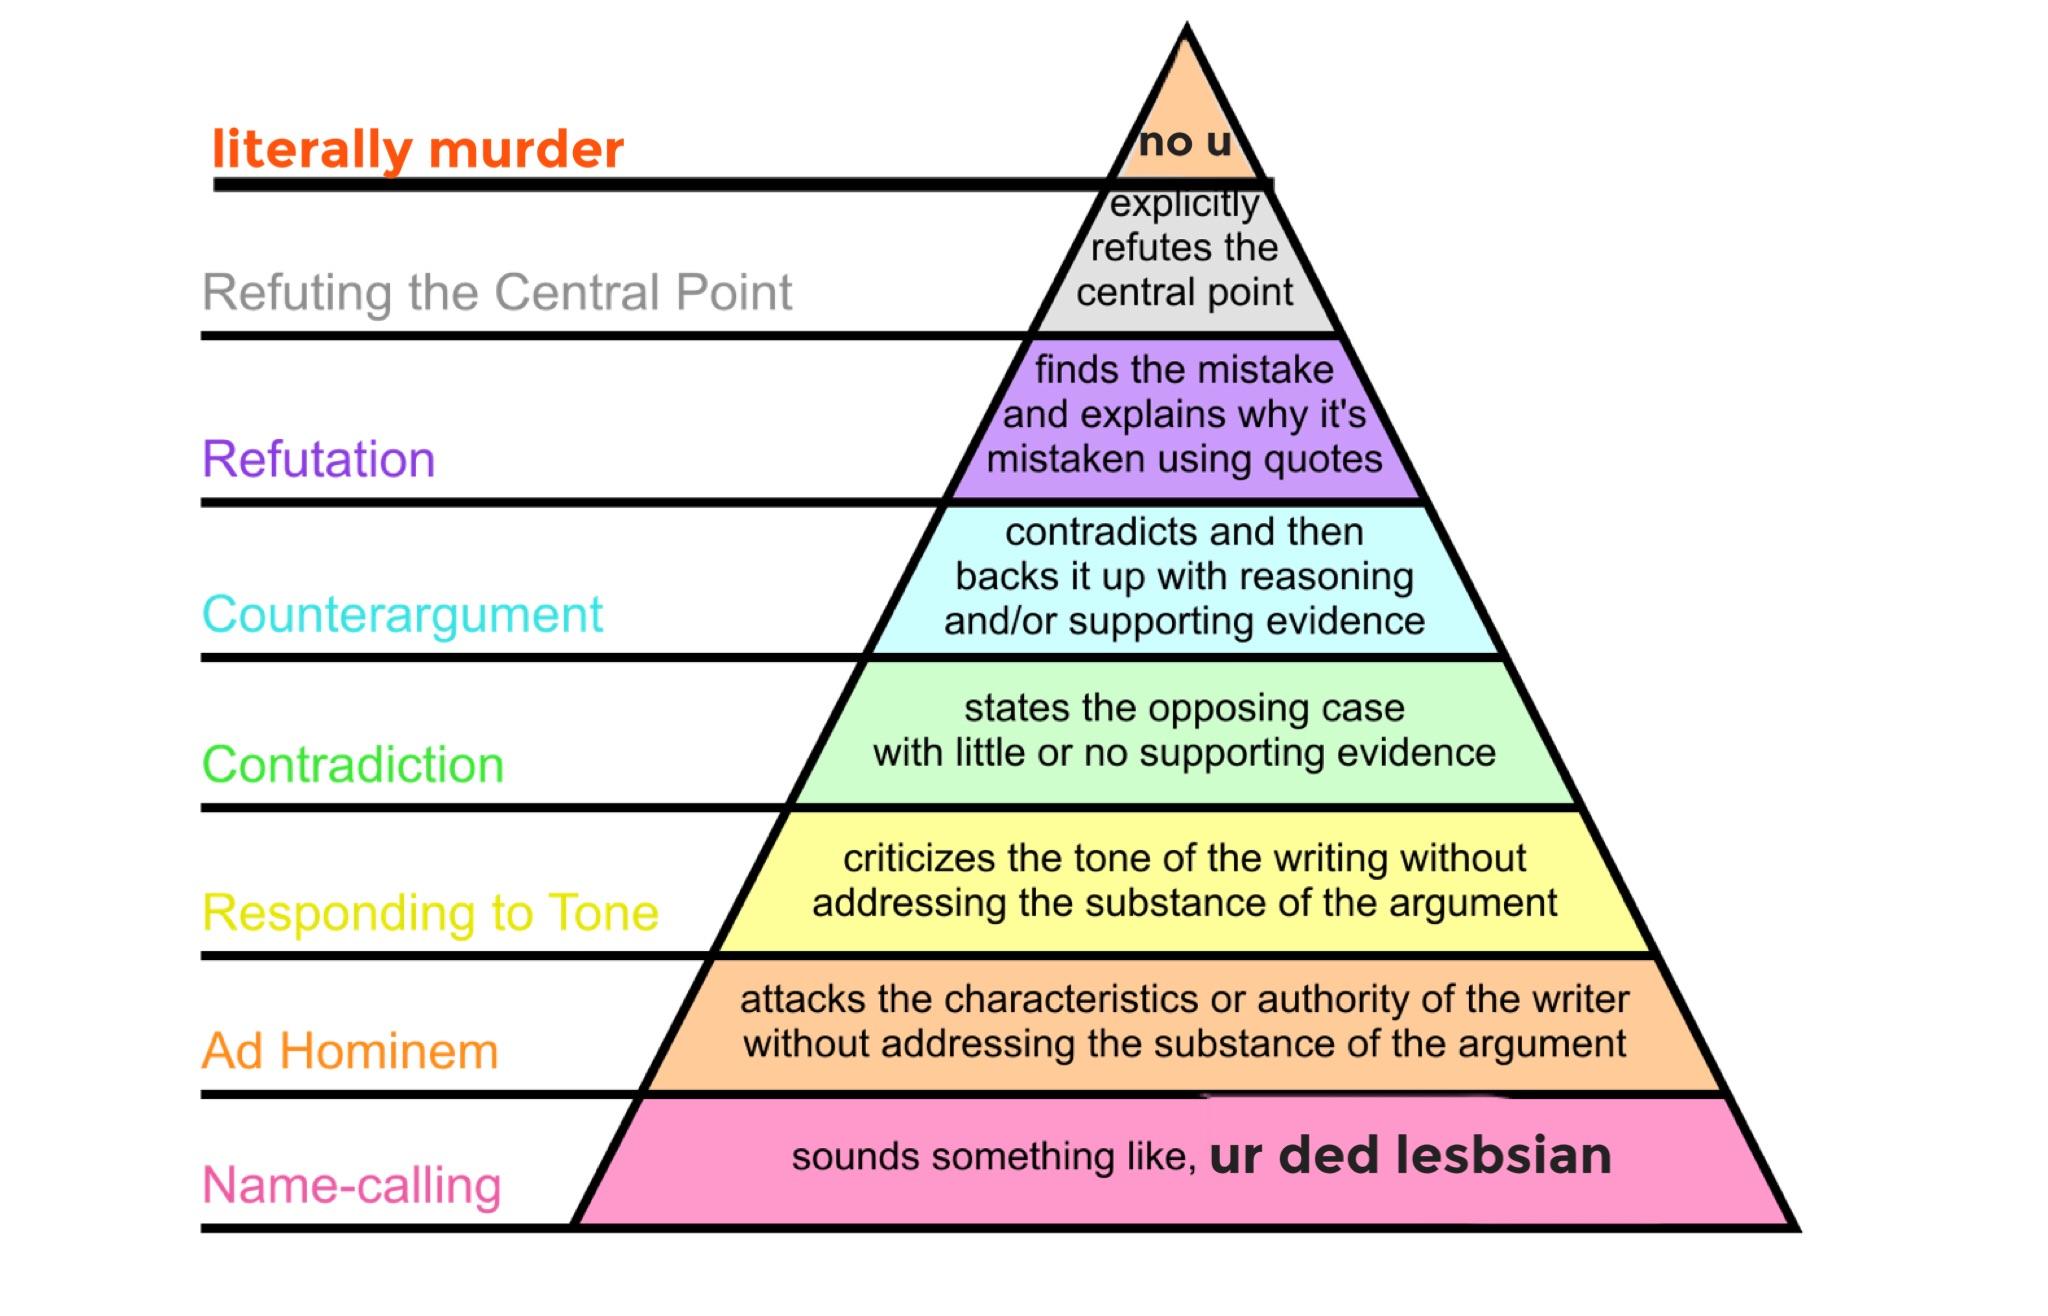 literally murder
no u
Refuting the Central Point
explicitly
refutes the
central point
Refutation
finds the mistake
and explains why it's
mistaken using quotes
Counterargument
contradicts and then
backs it up with reasoning
and/or supporting evidence
Contradiction
states the opposing case
with little or no supporting evidence
Responding to Tone
criticizes the tone of the writing without
addressing the substance of the argument
Ad Hominem
attacks the characteristics or authority of the writer
without addressing the substance of the argument
Name-calling
sounds something like, ur ded lesbsian